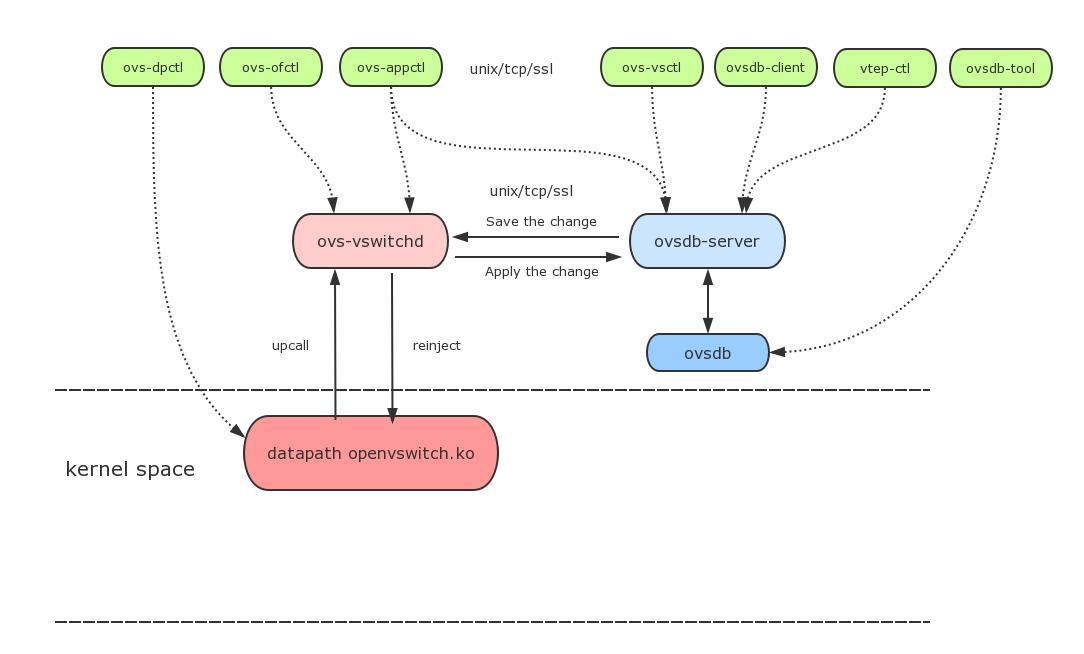 ovs-dpctl
ovs-ofctl
ovs-appctl
unix/tcp/ssl
ovs-vsctl
ovsdb-client
vtep-ctl
ovsdb-tool
unix/tcp/ssl
Save the change
ovs-vswitchd
ovsdb-server
Apply the change
upcall
reinject
ovsdb
datapath openvswitch.ko
kernel space